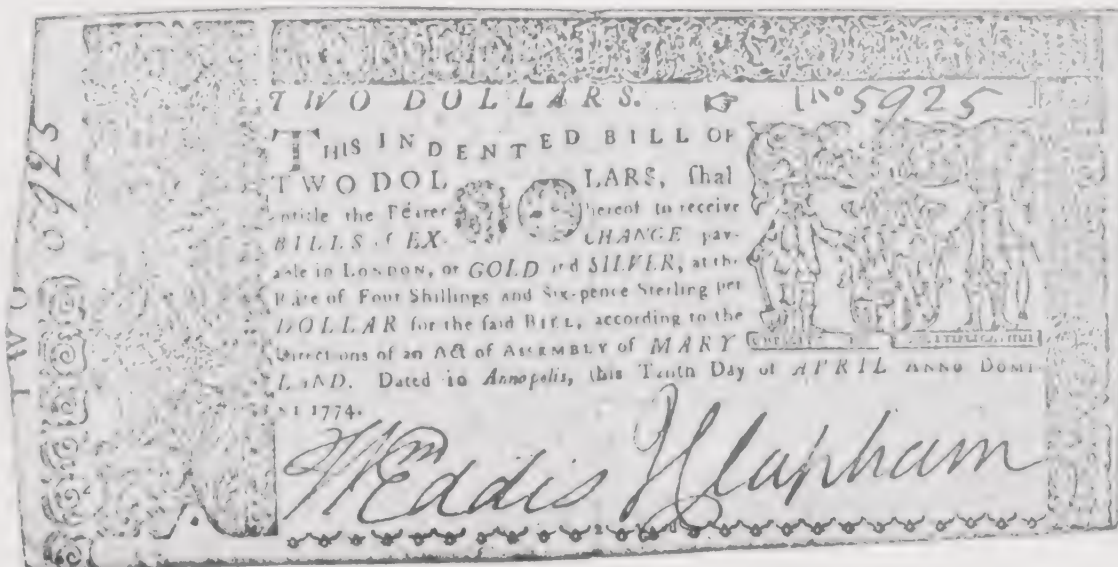 TWO DOLLARS. ☞ [No 5925
THIS INDENTED BILL OF
TWO DOL LARS, ſhal
entitle the Bearer hereof to receive
BILLS of EX- CHANGE pay-
able in LONDON, or GOLD and SILVER, at the
Rate of Four Shillings and Six-pence Sterling per
DOLLAR for the ſaid BILL, according to the
Directions of an Act of ASSEMBLY of MARY
LAND. Dated in Annapolis, this Tenth Day of APRIL ANNO DOMI-
NI 1774.
Wm Eddis J Clapham
TWO 5925